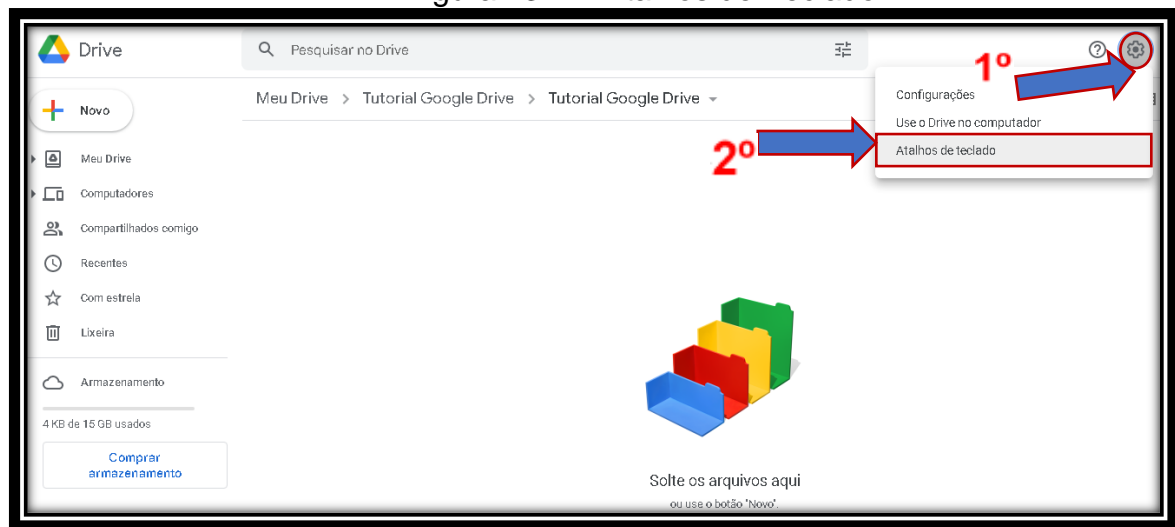 Drive
Pesquisar no Drive
1º
Novo
Meu Drive > Tutorial Google Drive > Tutorial Google Drive
Configurações
Use o Drive no computador
2º
Atalhos de teclado
Meu Drive
Computadores
Compartilhados comigo
Recentes
Com estrela
Lixeira
Armazenamento
4 KB de 15 GB usados
Comprar
armazenamento
Solte os arquivos aqui
ou use o botão "Novo".